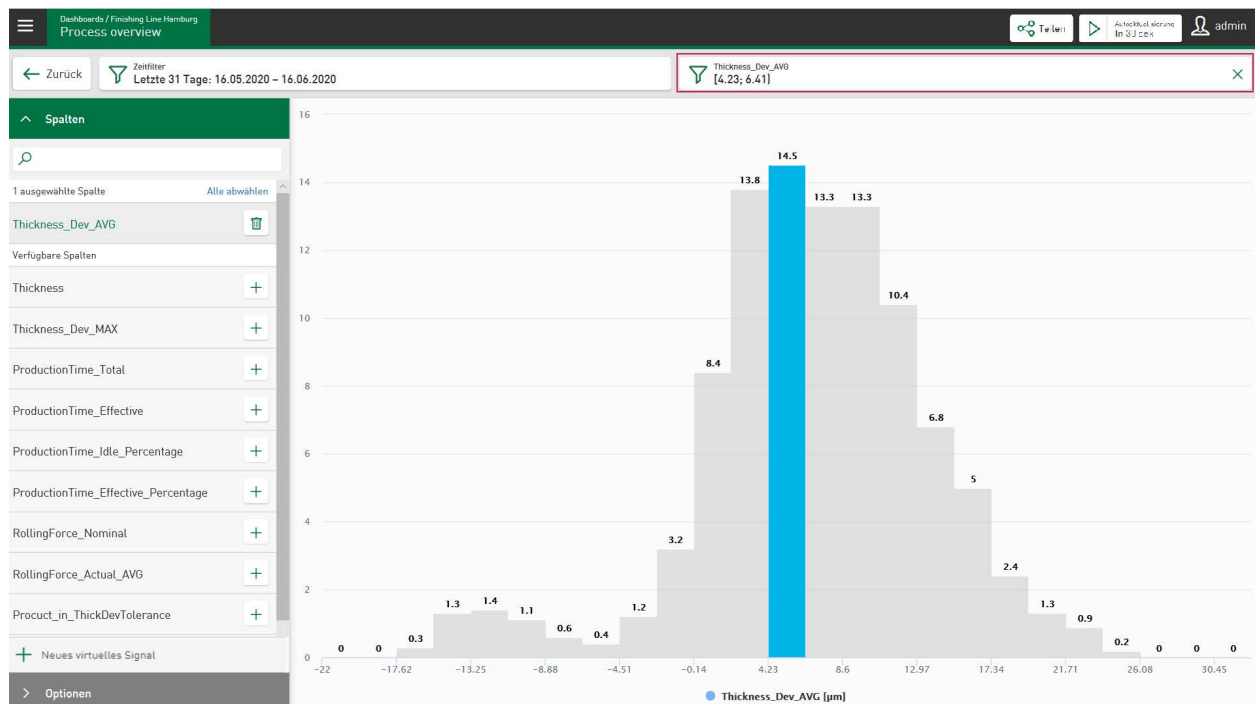 Dashboards / Finishing Line Hamburg
Process overview
Teilen
In 30 sek
admin
Zurück
Zeitfilter
Letzte 31 Tage: 16.05.2020 – 16.06.2020
Thickness_Dev_AVG
[4.23; 6.41)
Spalten
1 ausgewählte Spalte
Alle abwählen
Thickness_Dev_AVG
Verfügbare Spalten
Thickness
Thickness_Dev_MAX
ProductionTime_Total
ProductionTime_Effective
ProductionTime_Idle_Percentage
ProductionTime_Effective_Percentage
RollingForce_Nominal
RollingForce_Actual_AVG
Procuct_in_ThickDevTolerance
Neues virtuelles Signal
Optionen
16
14
12
10
8
6
4
2
0
0
0
0.3
1.3
1.4
1.1
0.6
0.4
1.2
3.2
8.4
13.8
14.5
13.3
13.3
10.4
6.8
5
2.4
1.3
0.9
0.2
0
0
0
-22
-17.62
-13.25
-8.88
-4.51
-0.14
4.23
8.6
12.97
17.34
21.71
26.08
30.45
Thickness_Dev_AVG [µm]